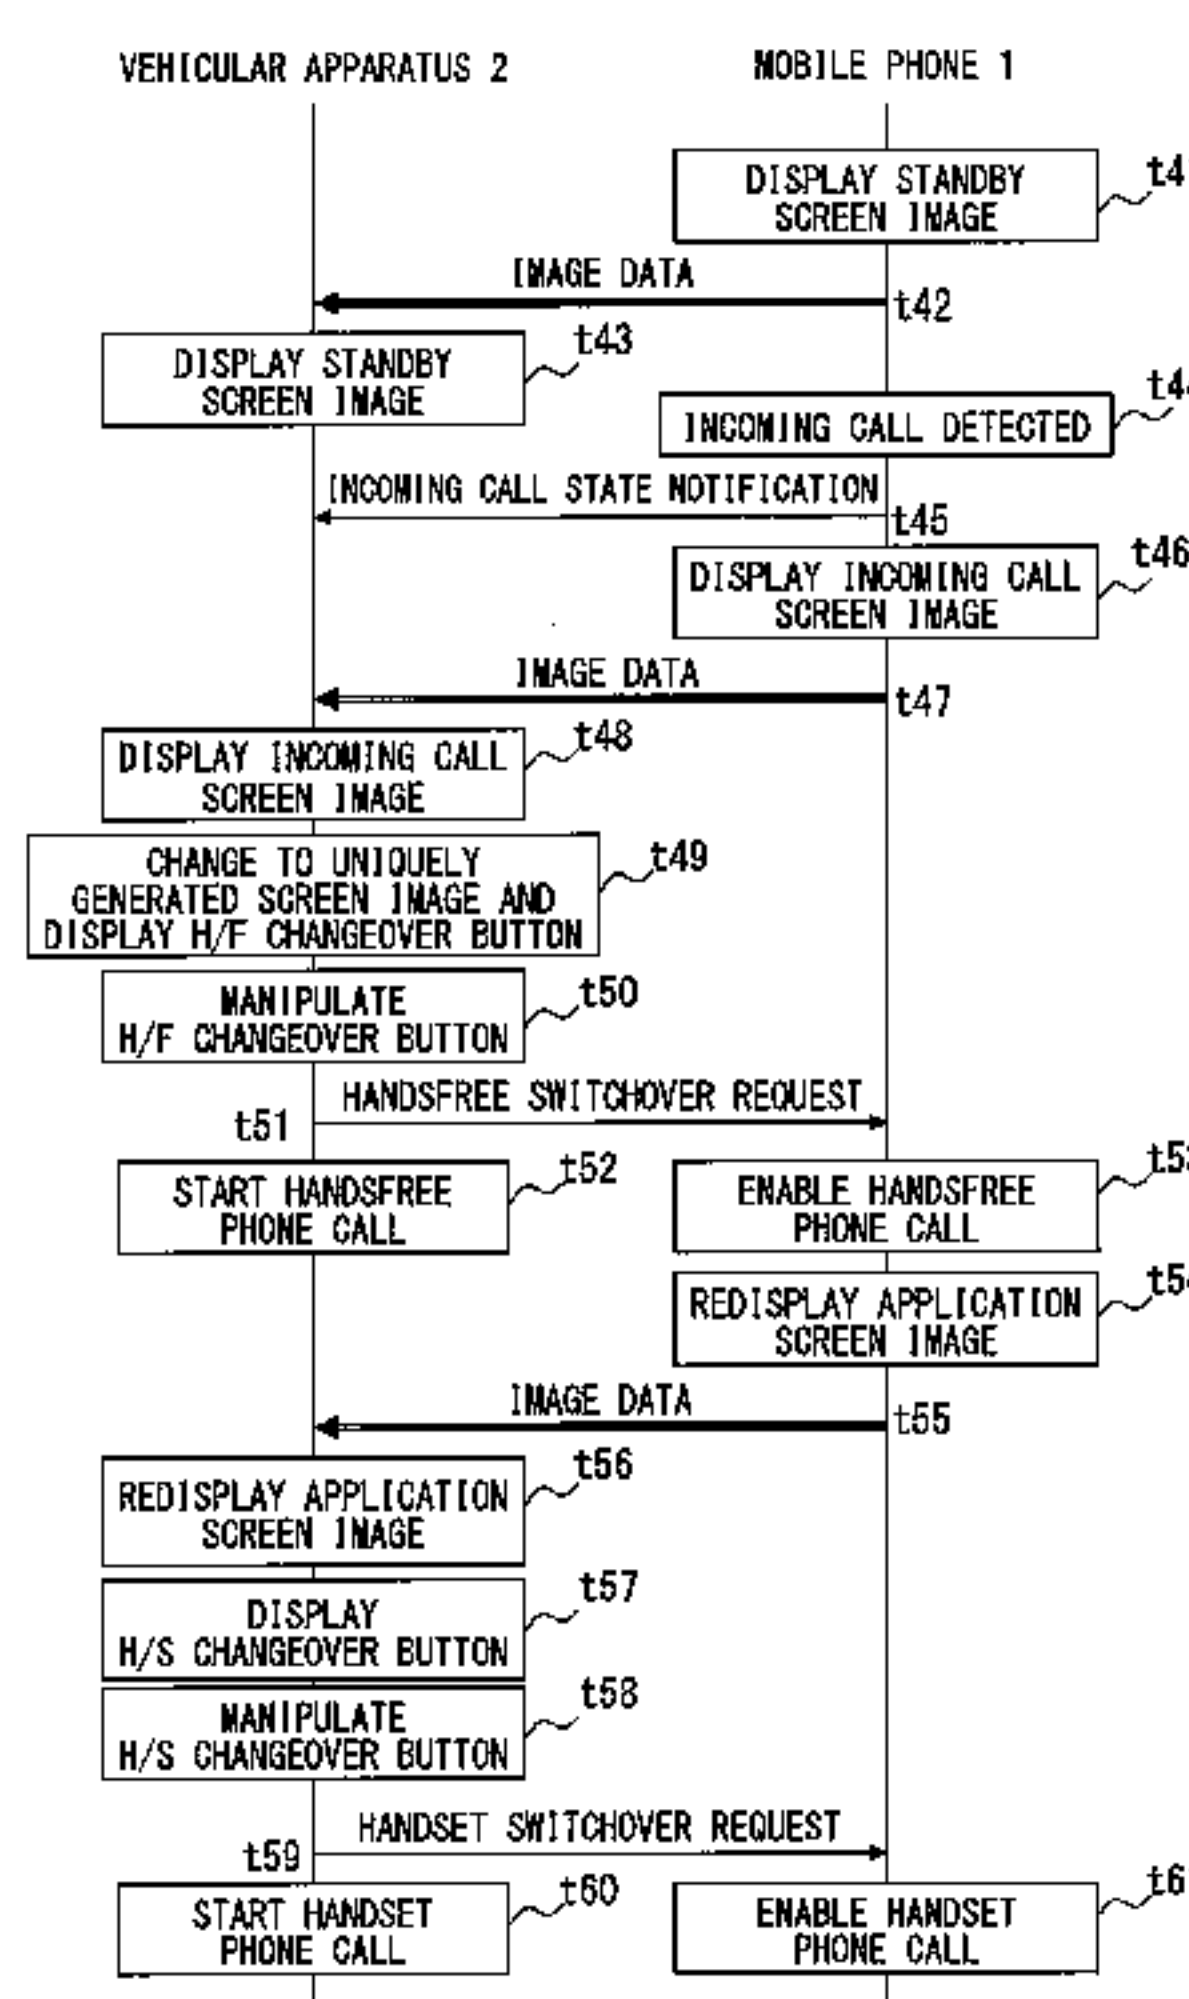 VEHICULAR APPARATUS 2
MOBILE PHONE 1
DISPLAY STANDBY
SCREEN IMAGE
t4
IMAGE DATA
t42
DISPLAY STANDBY
SCREEN IMAGE
t43
INCOMING CALL DETECTED
t44
INCOMING CALL STATE NOTIFICATION
t45
DISPLAY INCOMING CALL
SCREEN IMAGE
t46
IMAGE DATA
t47
DISPLAY INCOMING CALL
SCREEN IMAGE
t48
CHANGE TO UNIQUELY
GENERATED SCREEN IMAGE AND
DISPLAY H/F CHANGEOVER BUTTON
t49
MANIPULATE
H/F CHANGEOVER BUTTON
t50
HANDSFREE SWITCHOVER REQUEST
t51
START HANDSFREE
PHONE CALL
t52
ENABLE HANDSFREE
PHONE CALL
t53
REDISPLAY APPLICATION
SCREEN IMAGE
t54
IMAGE DATA
t55
REDISPLAY APPLICATION
SCREEN IMAGE
t56
DISPLAY
H/S CHANGEOVER BUTTON
t57
MANIPULATE
H/S CHANGEOVER BUTTON
t58
HANDSET SWITCHOVER REQUEST
t59
START HANDSET
PHONE CALL
t60
ENABLE HANDSET
PHONE CALL
t6